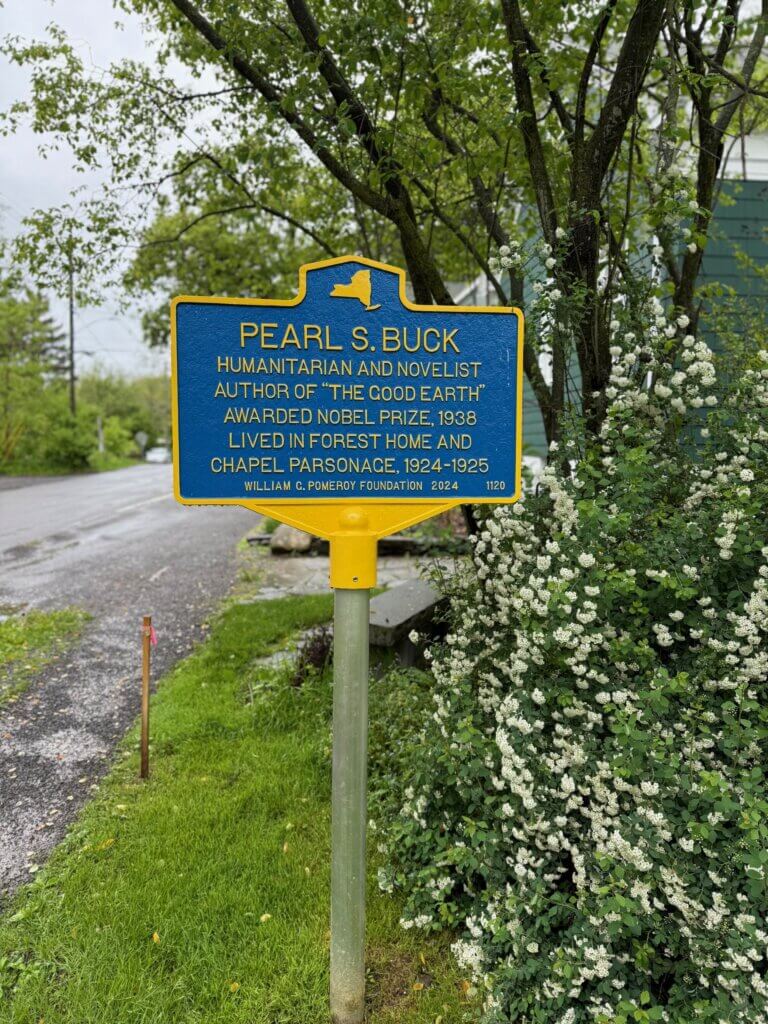 PEARL S. BUCK
HUMANITARIAN AND NOVELIST
AUTHOR OF "THE GOOD EARTH"
AWARDED NOBEL PRIZE, 1938
LIVED IN FOREST HOME AND
CHAPEL PARSONAGE, 1924-1925
WILLIAM G. POMEROY FOUNDATION 2024 1120